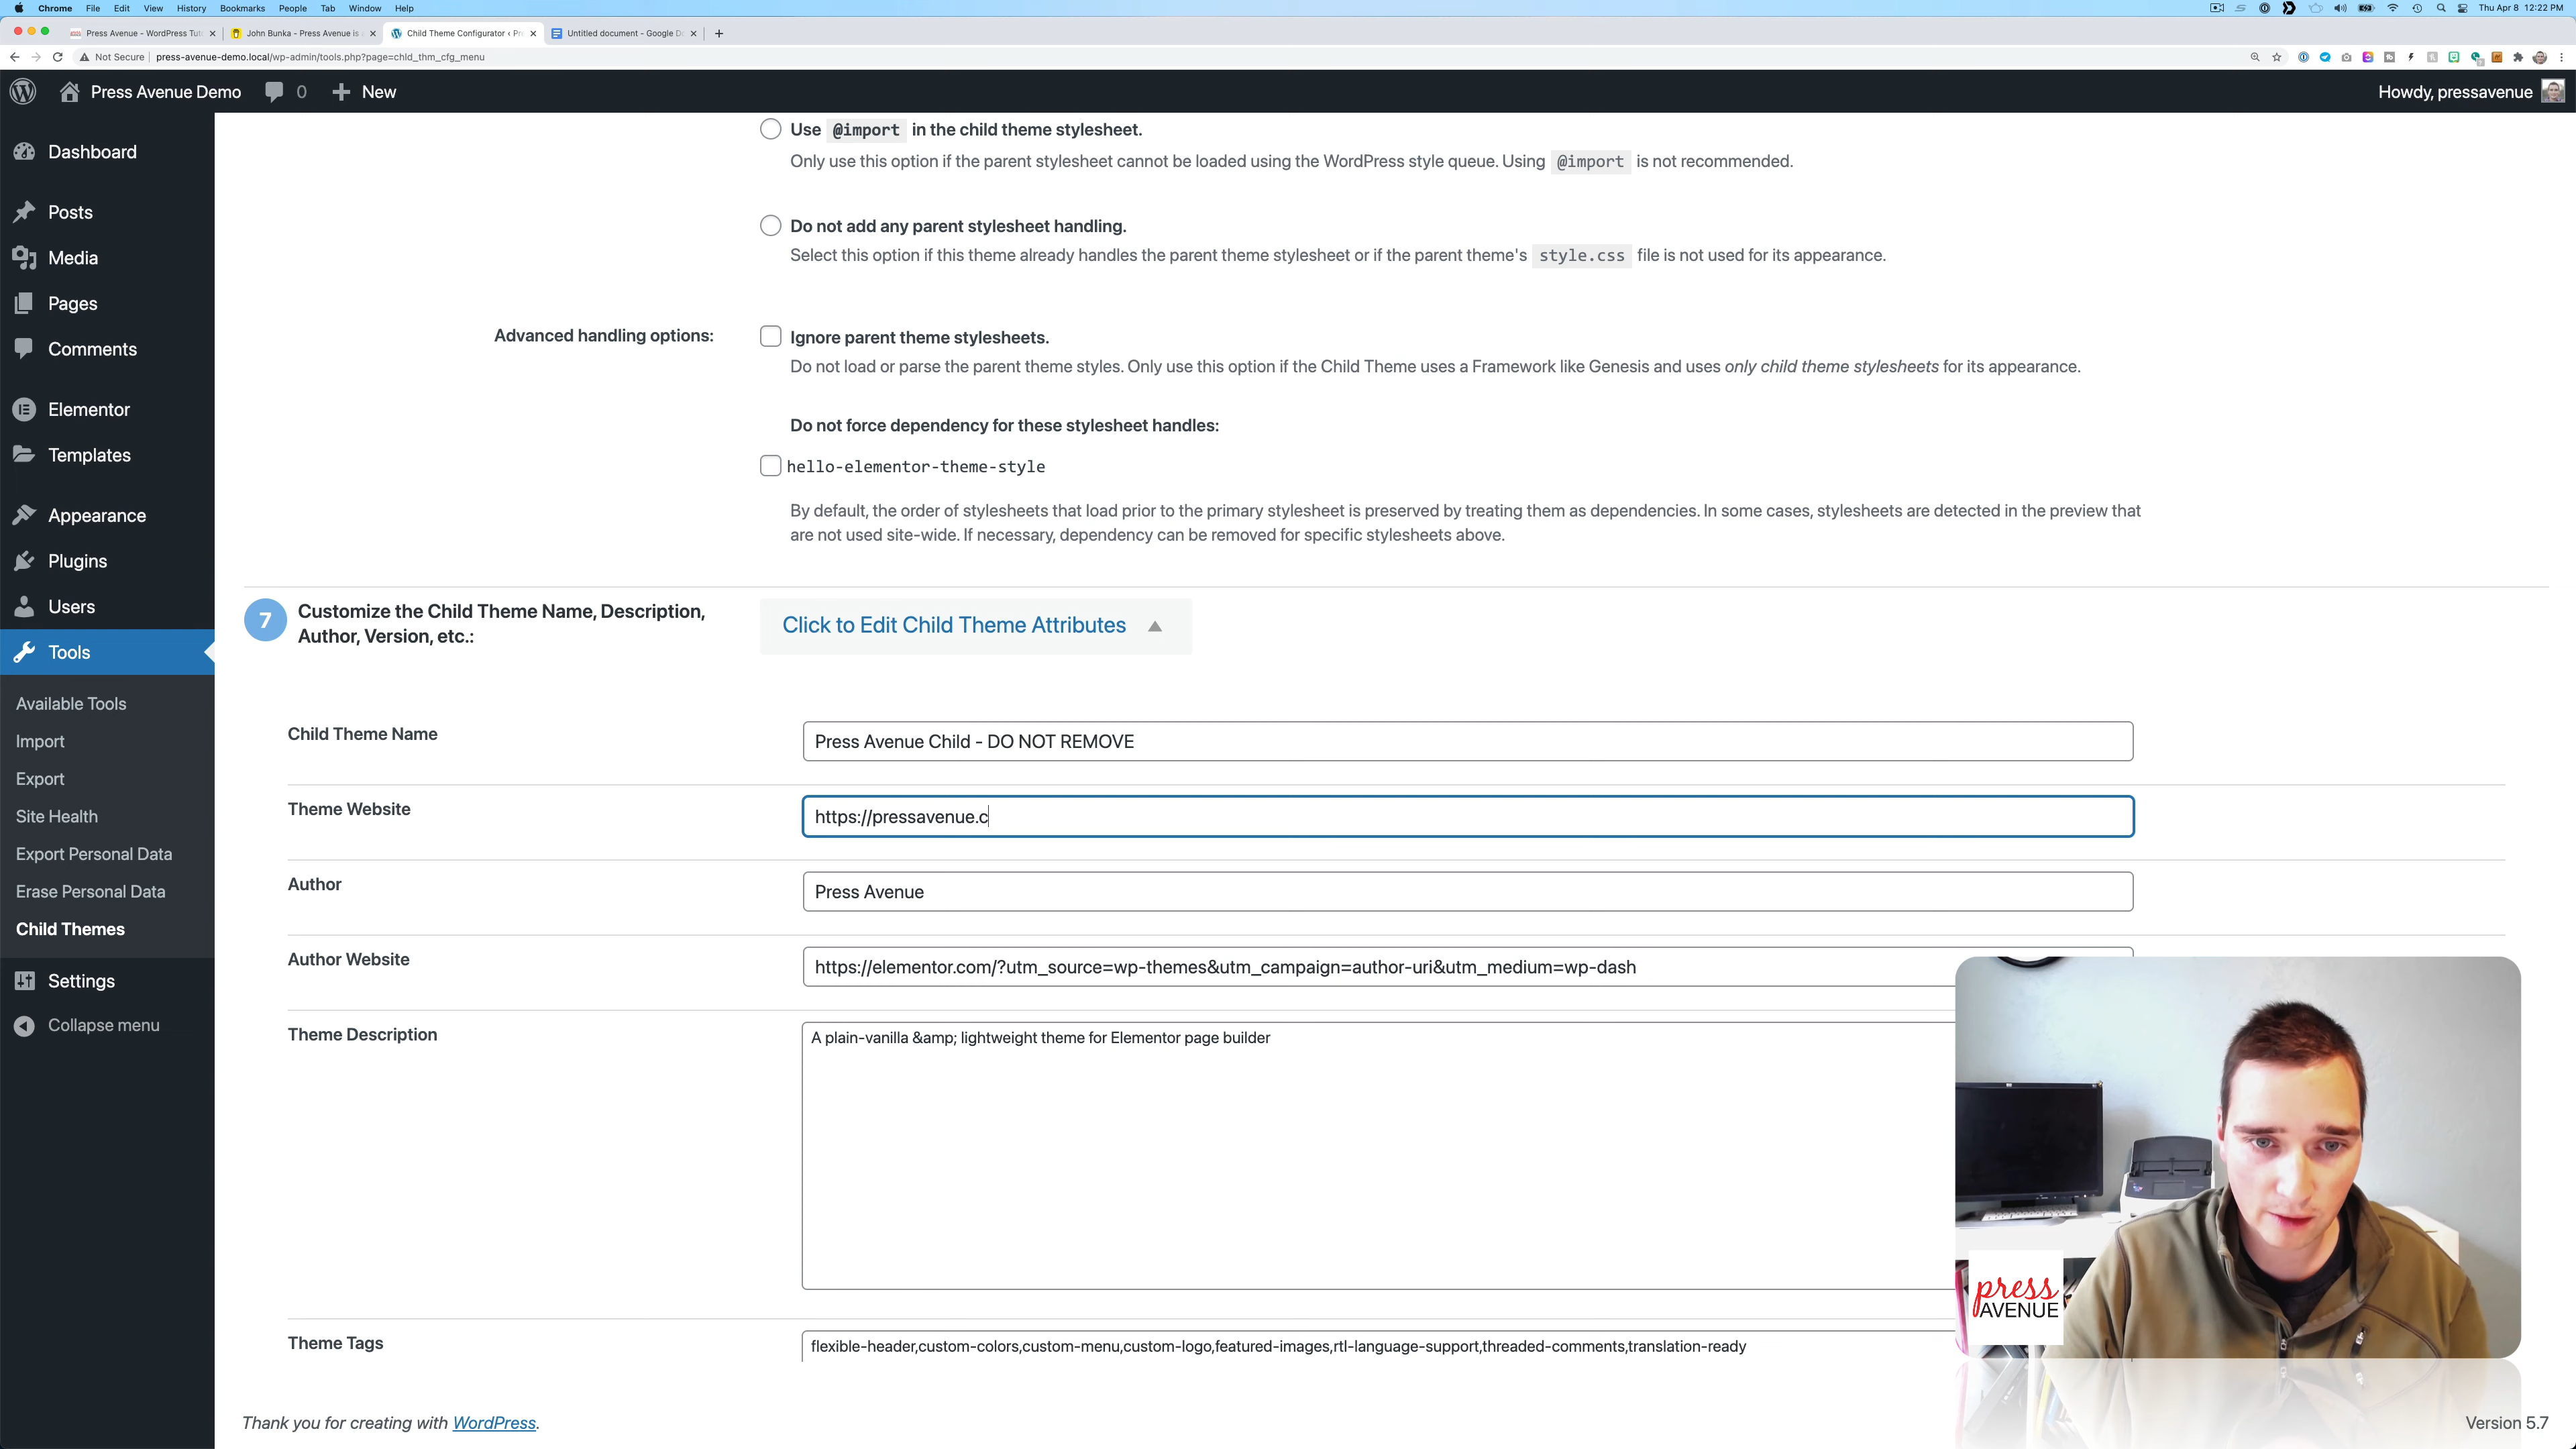 Chrome File Edit View History Bookmarks People Tab Window Help
Thu Apr 8 12:22 PM
Press Avenue - WordPress Tut
John Bunka - Press Avenue is
Child Theme Configurator ‹ Pr
Untitled document - Google D
Not Secure press-avenue-demo.local/wp-admin/tools.php?page=chld_thm_cfg_menu
Press Avenue Demo 0 New
Howdy, pressavenue
Dashboard
Posts
Media
Pages
Comments
Elementor
Templates
Appearance
Plugins
Users
Tools
Available Tools
Import
Export
Site Health
Export Personal Data
Erase Personal Data
Child Themes
Settings
Collapse menu
Use @import in the child theme stylesheet.
Only use this option if the parent stylesheet cannot be loaded using the WordPress style queue. Using @import is not recommended.
Do not add any parent stylesheet handling.
Select this option if this theme already handles the parent theme stylesheet or if the parent theme's style.css file is not used for its appearance.
Advanced handling options:
Ignore parent theme stylesheets.
Do not load or parse the parent theme styles. Only use this option if the Child Theme uses a Framework like Genesis and uses only child theme stylesheets for its appearance.
Do not force dependency for these stylesheet handles:
hello-elementor-theme-style
By default, the order of stylesheets that load prior to the primary stylesheet is preserved by treating them as dependencies. In some cases, stylesheets are detected in the preview that
are not used site-wide. If necessary, dependency can be removed for specific stylesheets above.
7
Customize the Child Theme Name, Description,
Author, Version, etc.:
Click to Edit Child Theme Attributes
Child Theme Name
Press Avenue Child - DO NOT REMOVE
Theme Website
https://pressavenue.c
Author
Press Avenue
Author Website
https://elementor.com/?utm_source=wp-themes&utm_campaign=author-uri&utm_medium=wp-dash
Theme Description
A plain-vanilla &amp; lightweight theme for Elementor page builder
Theme Tags
flexible-header,custom-colors,custom-menu,custom-logo,featured-images,rtl-language-support,threaded-comments,translation-ready
press
AVENUE
Thank you for creating with WordPress.
Version 5.7